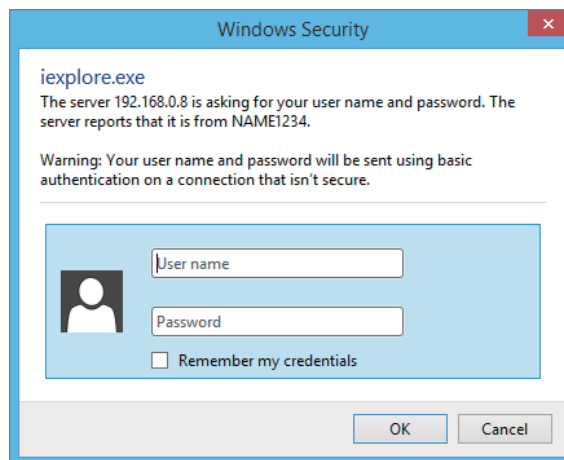 Windows Security
iexplore.exe
The server 192.168.0.8 is asking for your user name and password. The
server reports that it is from NAME1234.
Warning: Your user name and password will be sent using basic
authentication on a connection that isn't secure.
User name
Password
Remember my credentials
OK Cancel